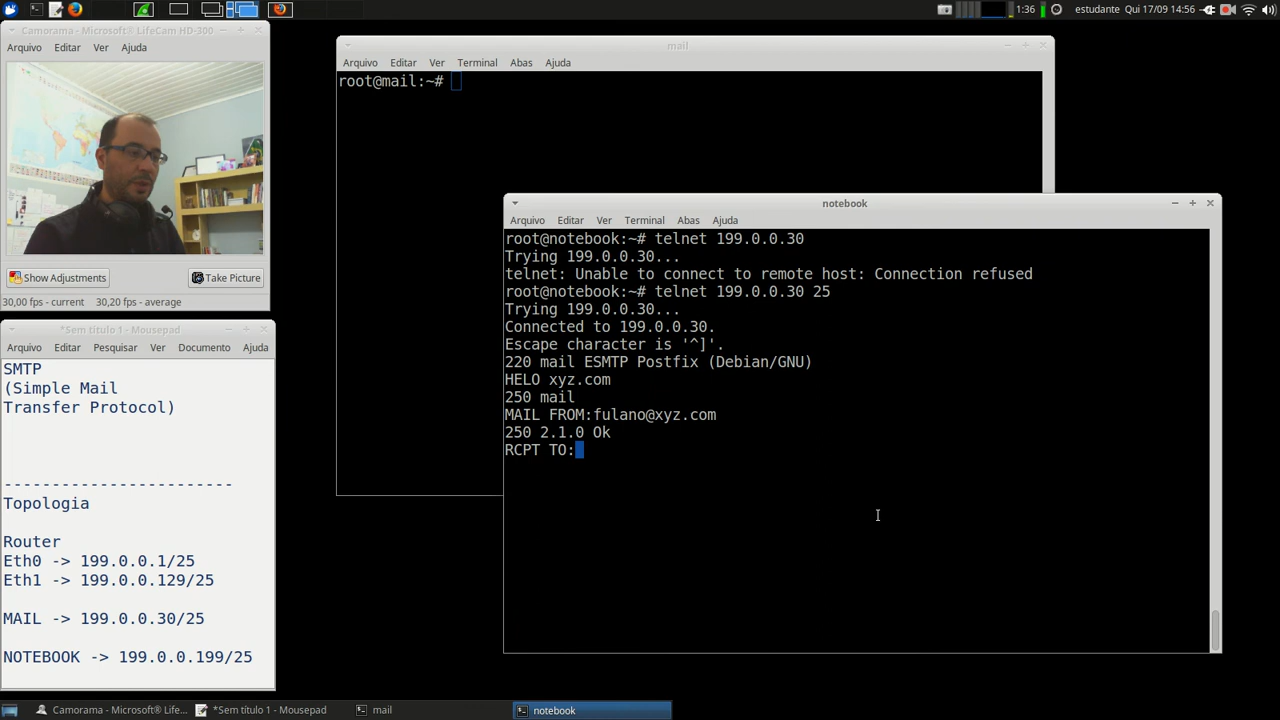 1:36
estudante
Qui 17/09 14:56
Camorama - Microsoft® LifeCam HD-300
Arquivo Editar Ver Ajuda
Show Adjustments
Take Picture
30,00 fps - current 30,20 fps - average
*Sem título 1 - Mousepad
Arquivo Editar Pesquisar Ver Documento Ajuda
SMTP
(Simple Mail
Transfer Protocol)
------------------------
Topologia
Router
Eth0 -> 199.0.0.1/25
Eth1 -> 199.0.0.129/25
MAIL -> 199.0.0.30/25
NOTEBOOK -> 199.0.0.199/25
mail
Arquivo Editar Ver Terminal Abas Ajuda
root@mail:~#
notebook
Arquivo Editar Ver Terminal Abas Ajuda
root@notebook:~# telnet 199.0.0.30
Trying 199.0.0.30...
telnet: Unable to connect to remote host: Connection refused
root@notebook:~# telnet 199.0.0.30 25
Trying 199.0.0.30...
Connected to 199.0.0.30.
Escape character is '^]'.
220 mail ESMTP Postfix (Debian/GNU)
HELO xyz.com
250 mail
MAIL FROM:fulano@xyz.com
250 2.1.0 Ok
RCPT TO:
Camorama - Microsoft® Life...
*Sem título 1 - Mousepad
mail
notebook